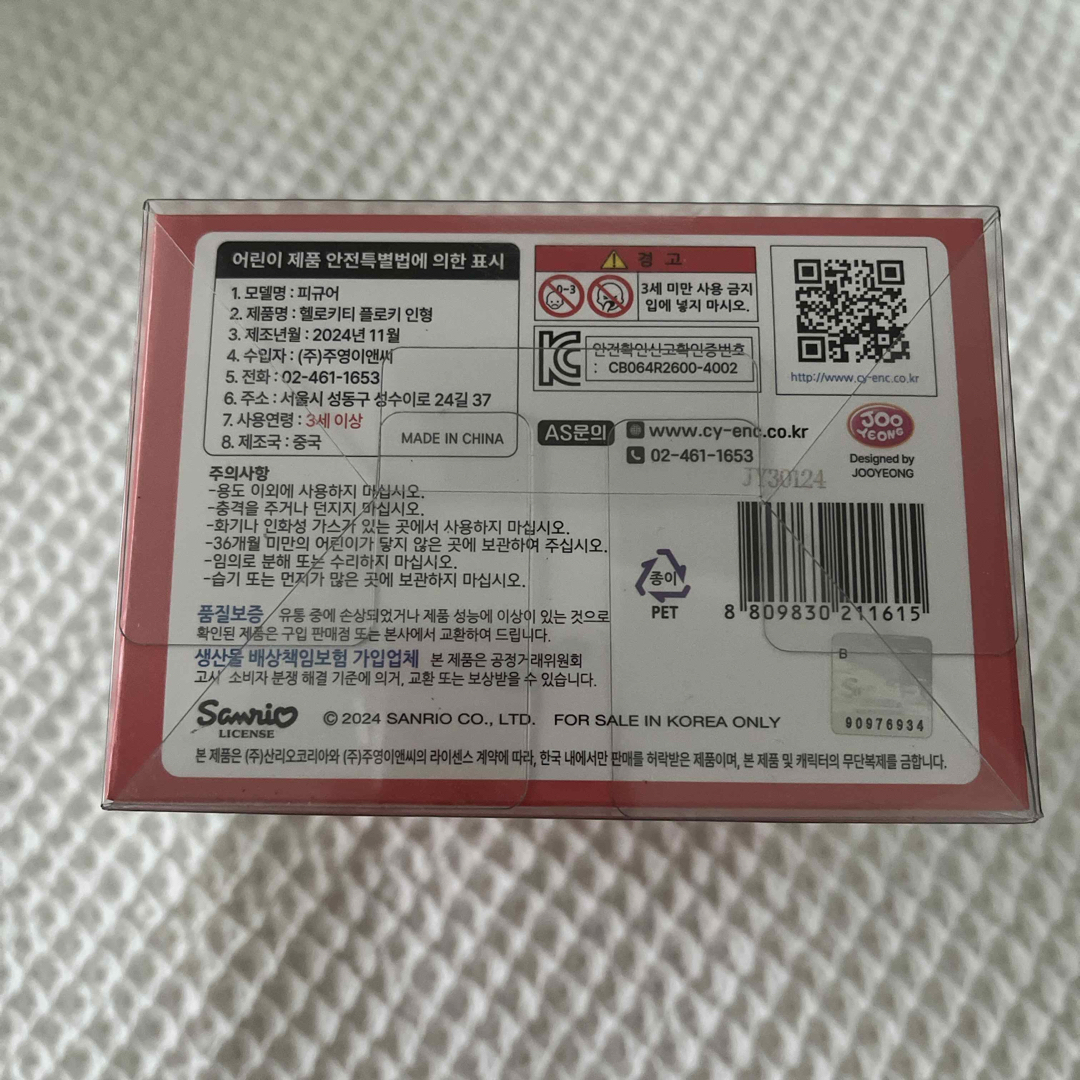 어린이 제품 안전특별법에 의한 표시
1. 모델명 : 피규어
2. 제품명 : 헬로키티 플로키 인형
3. 제조년월 : 2024년 11월
4. 수입자 : (주)주영이앤씨
5. 전화 : 02-461-1653
6. 주소 : 서울시 성동구 성수이로 24길 37
7. 사용연령 : 3세 이상
8. 제조국 : 중국
MADE IN CHINA
경 고
0-3
3세 미만 사용 금지
입에 넣지 마시오.
안전확인신고확인증번호
: CB064R2600-4002
http://www.cy-enc.co.kr
AS문의
www.cy-enc.co.kr
02-461-1653
JOO
YEONG
Designed by
JOOYEONG
JY30124
주의사항
-용도 이외에 사용하지 마십시오.
-충격을 주거나 던지지 마십시오.
-화기나 인화성 가스가 있는 곳에서 사용하지 마십시오.
-36개월 미만의 어린이가 닿지 않은 곳에 보관하여 주십시오.
-임의로 분해 또는 수리하지 마십시오.
-습기 또는 먼저가 많은 곳에 보관하지 마십시오.
종이
PET
8 809830 211615
품질보증 유통 중에 손상되었거나 제품 성능에 이상이 있는 것으로
확인된 제품은 구입 판매점 또는 본사에서 교환하여 드립니다.
생산물 배상책임보험 가입업체 본 제품은 공정거래위원회
고시 소비자 분쟁 해결 기준에 의거, 교환 또는 보상받을 수 있습니다.
B
90976934
Sanrio
LICENSE
© 2024 SANRIO CO., LTD. FOR SALE IN KOREA ONLY
본 제품은 (주)산리오코리아와 (주)주영이앤씨의 라이센스 계약에 따라, 한국 내에서만 판매를 허락받은 제품이며, 본 제품 및 캐릭터의 무단복제를 금합니다.